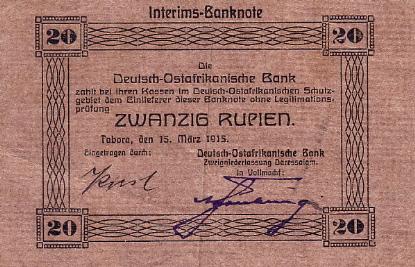 Interims-Banknote
20 20
Die
Deutsch-Ostafrikanische Bank
zahlt bei ihren Kassen im Deutsch-Ostafrikanischen Schutz-
gebiet dem Einlieferer dieser Banknote ohne Legitimations-
prüfung
ZWANZIG RUPIEN.
Tabora, den 15. März 1915.
Eingetragen durch: Deutsch-Ostafrikanische Bank
Zweigniederlassung Daressalam.
In Vollmacht:
20 20